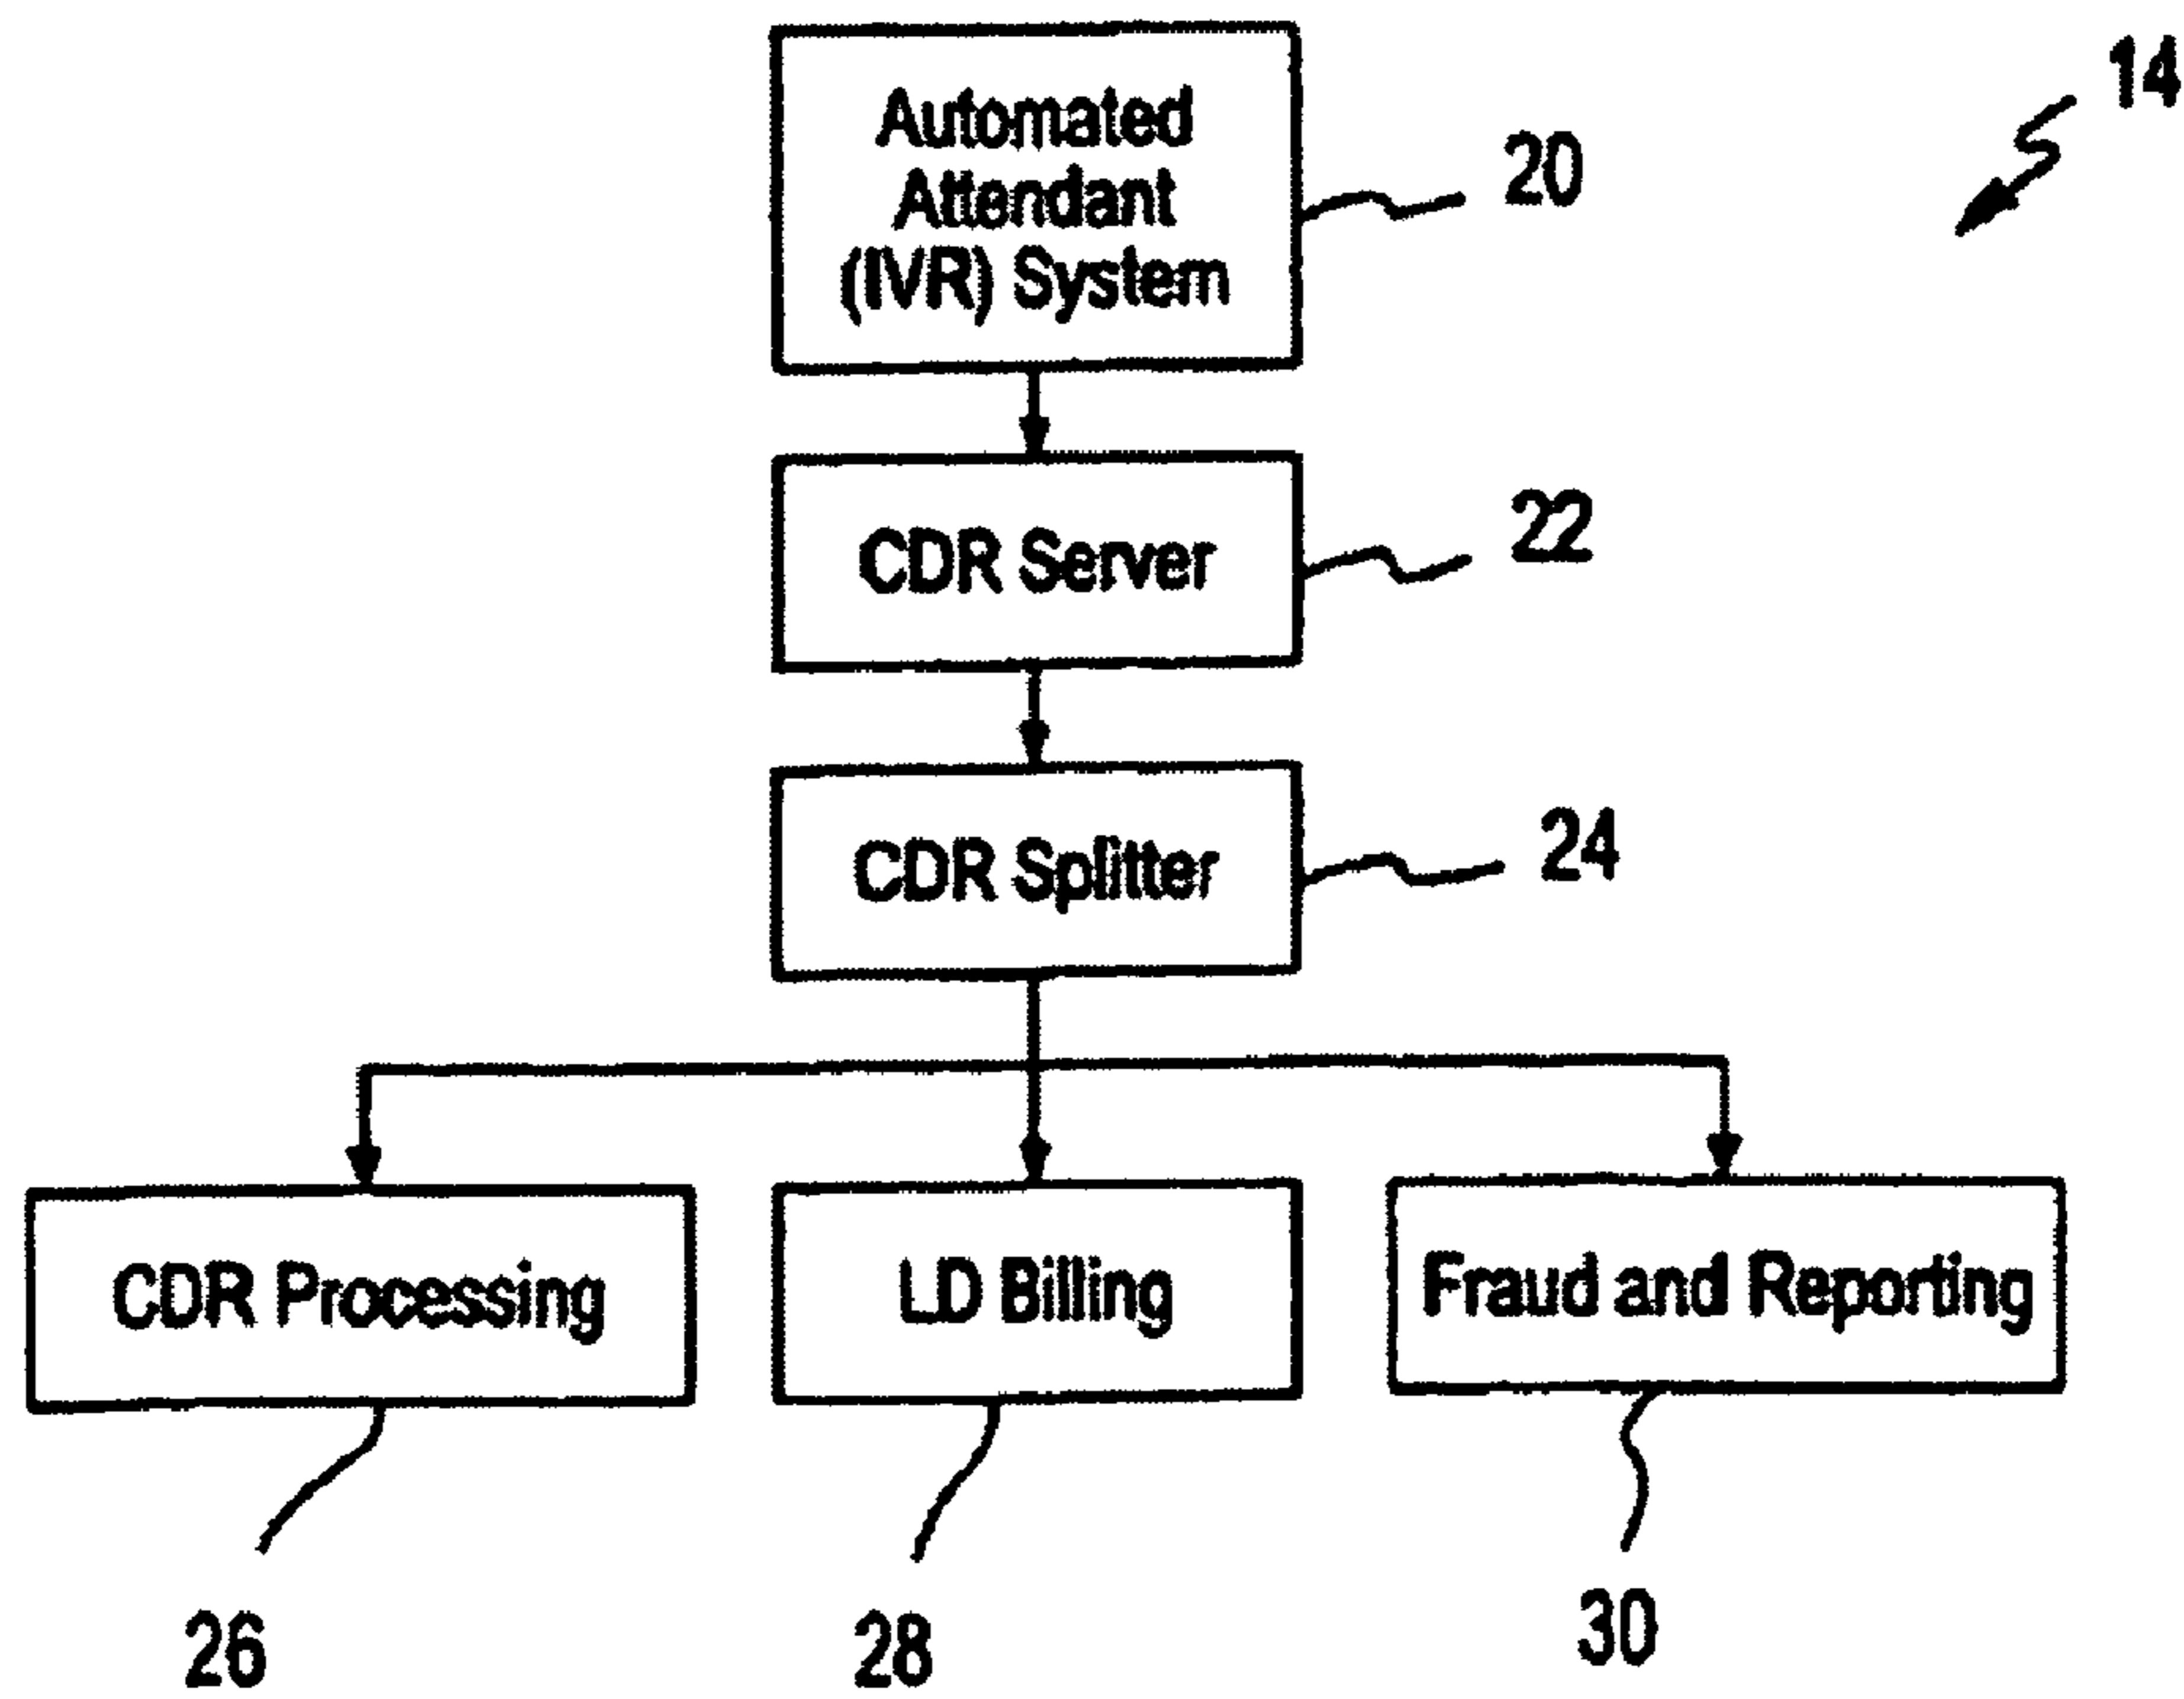 14
Automated
Attendant
(IVR) System
20
CDR Server
22
CDR Splitter
24
CDR Processing
LD Billing
Fraud and Reporting
26
28
30